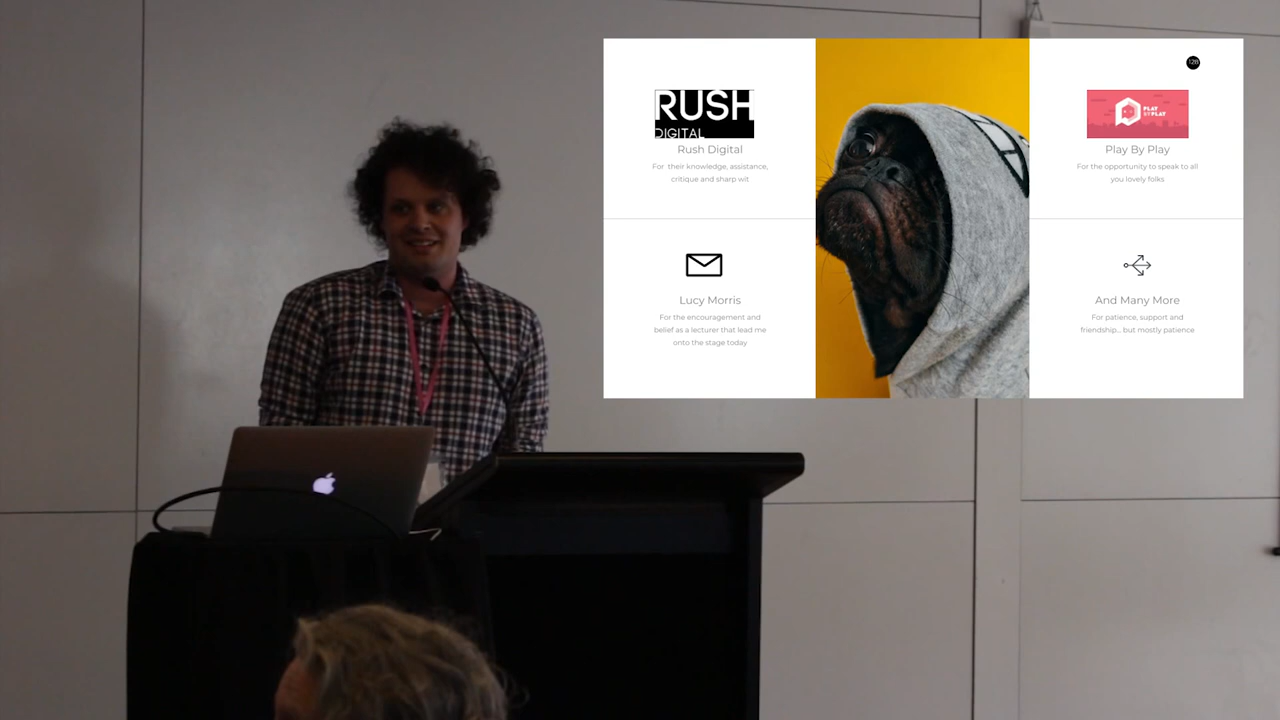 RUSH
DIGITAL
Rush Digital
For their knowledge, assistance,
critique and sharp wit
Lucy Morris
For the encouragement and
belief as a lecturer that lead me
onto the stage today
128
PLAY
BY PLAY
Play By Play
For the opportunity to speak to all
you lovely folks
And Many More
For patience, support and
friendship... but mostly patience